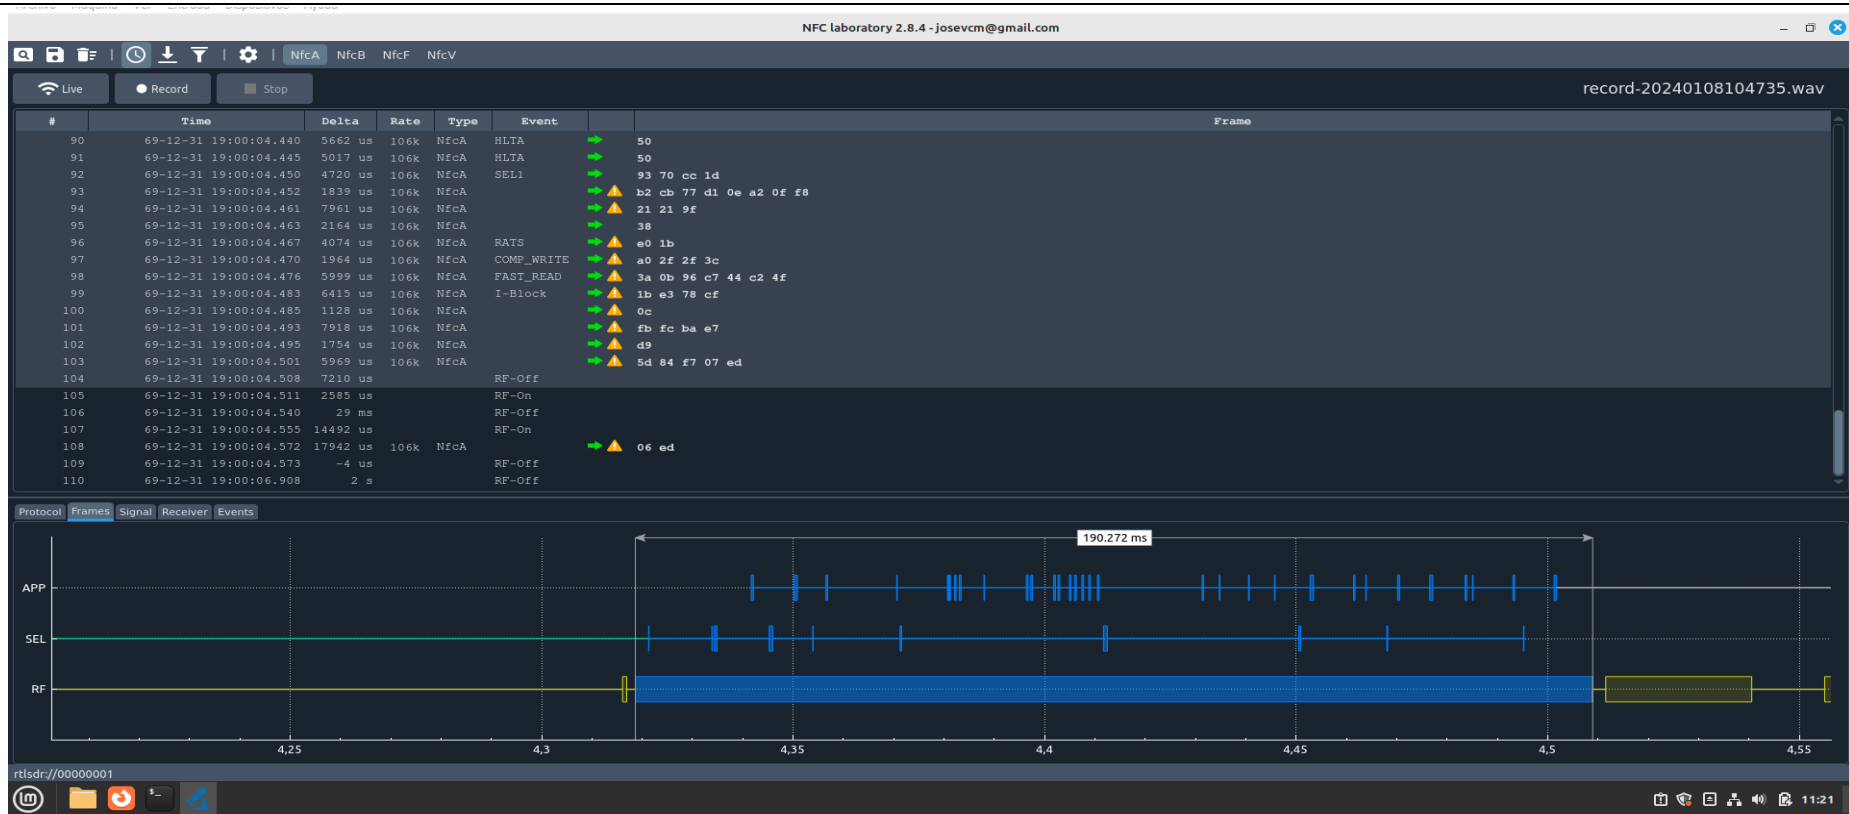 NFC laboratory 2.8.4 - josevcm@gmail.com
NfcA NfcB NfcF NfcV
Live Record Stop record-20240108104735.wav
# Time Delta Rate Type Event Frame
90 69-12-31 19:00:04.440 5662 us 106k NfcA HLTA 50
91 69-12-31 19:00:04.445 5017 us 106k NfcA HLTA 50
92 69-12-31 19:00:04.450 4720 us 106k NfcA SEL1 93 70 cc 1d
93 69-12-31 19:00:04.452 1839 us 106k NfcA b2 cb 77 d1 0e a2 0f f8
94 69-12-31 19:00:04.461 7961 us 106k NfcA 21 21 9f
95 69-12-31 19:00:04.463 2164 us 106k NfcA 38
96 69-12-31 19:00:04.467 4074 us 106k NfcA RATS e0 1b
97 69-12-31 19:00:04.470 1964 us 106k NfcA COMP_WRITE a0 2f 2f 3c
98 69-12-31 19:00:04.476 5999 us 106k NfcA FAST_READ 3a 0b 96 c7 44 c2 4f
99 69-12-31 19:00:04.483 6415 us 106k NfcA I-Block 1b e3 78 cf
100 69-12-31 19:00:04.485 1128 us 106k NfcA 0c
101 69-12-31 19:00:04.493 7918 us 106k NfcA fb fc ba e7
102 69-12-31 19:00:04.495 1754 us 106k NfcA d9
103 69-12-31 19:00:04.501 5969 us 106k NfcA 5d 84 f7 07 ed
104 69-12-31 19:00:04.508 7210 us RF-Off
105 69-12-31 19:00:04.511 2585 us RF-On
106 69-12-31 19:00:04.540 29 ms RF-Off
107 69-12-31 19:00:04.555 14492 us RF-On
108 69-12-31 19:00:04.572 17942 us 106k NfcA 06 ed
109 69-12-31 19:00:04.573 -4 us RF-Off
110 69-12-31 19:00:06.908 2 s RF-Off
Protocol Frames Signal Receiver Events
190.272 ms
APP
SEL
RF
4,25 4,3 4,35 4,4 4,45 4,5 4,55
rtlsdr://00000001
11:21